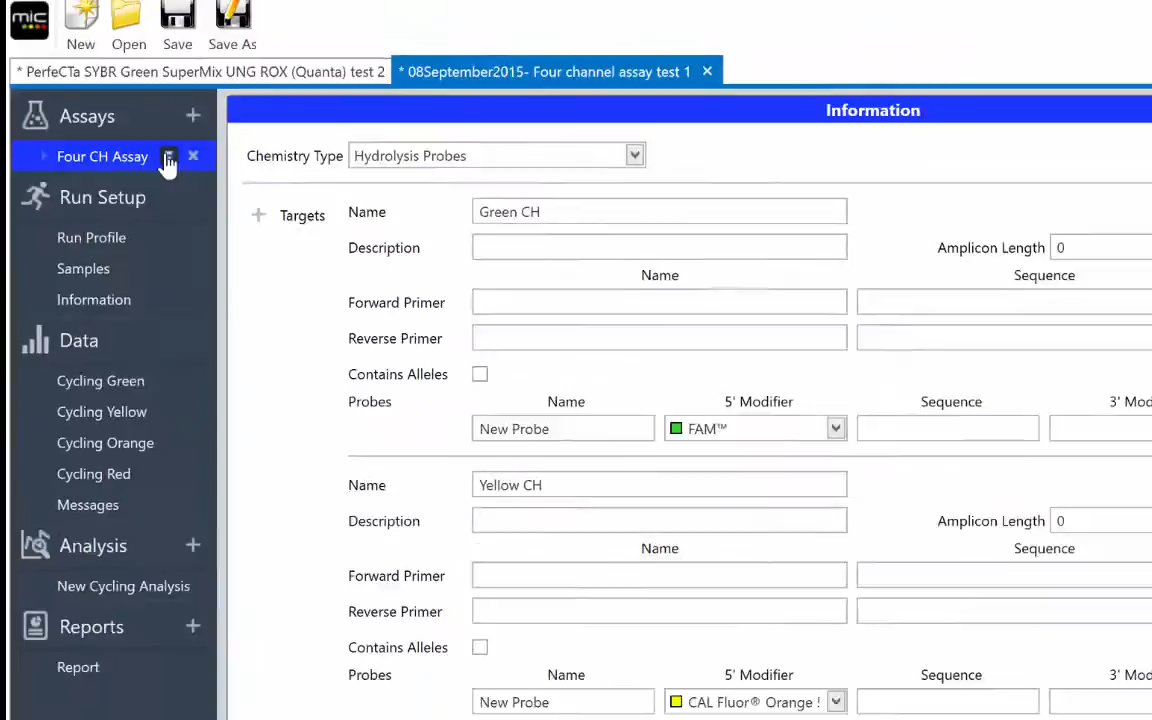 mic
New Open Save Save As
* PerfeCTa SYBR Green SuperMix UNG ROX (Quanta) test 2 * 08September2015- Four channel assay test 1
Assays
Four CH Assay
Run Setup
Run Profile
Samples
Information
Data
Cycling Green
Cycling Yellow
Cycling Orange
Cycling Red
Messages
Analysis
New Cycling Analysis
Reports
Report
Information
Chemistry Type Hydrolysis Probes
Targets Name Green CH
Description Amplicon Length 0
Name Sequence
Forward Primer
Reverse Primer
Contains Alleles
Probes Name 5' Modifier Sequence 3' Mod
New Probe FAM™
Name Yellow CH
Description Amplicon Length 0
Name Sequence
Forward Primer
Reverse Primer
Contains Alleles
Probes Name 5' Modifier Sequence 3' Mod
New Probe CAL Fluor® Orange